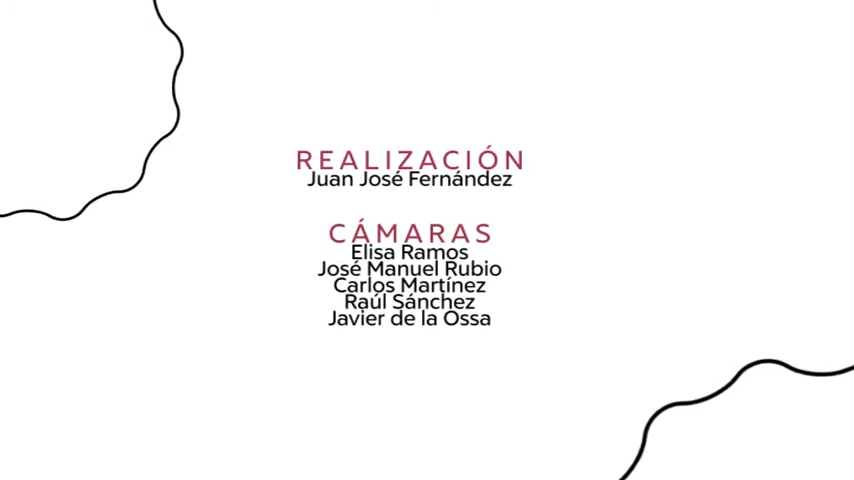 REALIZACIÓN
Juan José Fernández
CÁMARAS
Elisa Ramos
José Manuel Rubio
Carlos Martínez
Raúl Sánchez
Javier de la Ossa